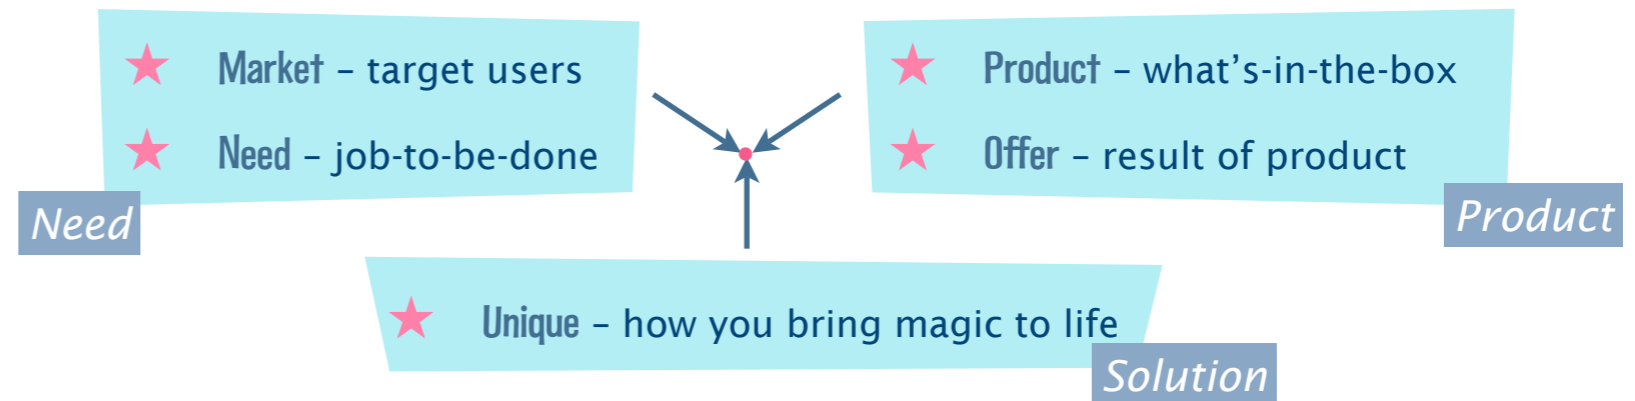 Market – target users
Need – job-to-be-done
Need
Product – what’s-in-the-box
Offer – result of product
Product
Unique – how you bring magic to life
Solution